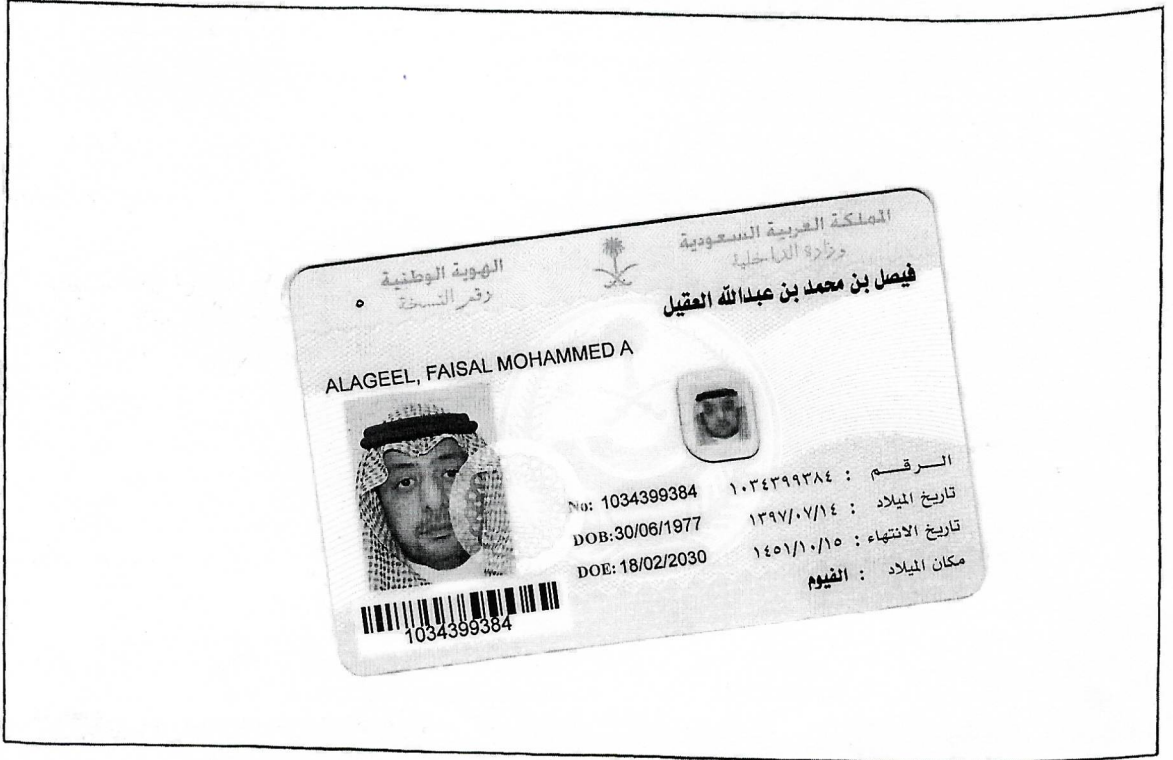 المملكة العربية السعودية
وزارة الداخلية
الهوية الوطنية
رقم النسخة ٥
فيصل بن محمد بن عبدالله العقيل
ALAGEEL, FAISAL MOHAMMED A
الـرقـــم : ١٠٣٤٣٩٩٣٨٤
No: 1034399384
تاريخ الميلاد : ١٣٩٧/٠٧/١٤
DOB:30/06/1977
تاريخ الانتهاء : ١٤٥١/١٠/١٥
DOE: 18/02/2030
مكان الميلاد : الفيوم
1034399384